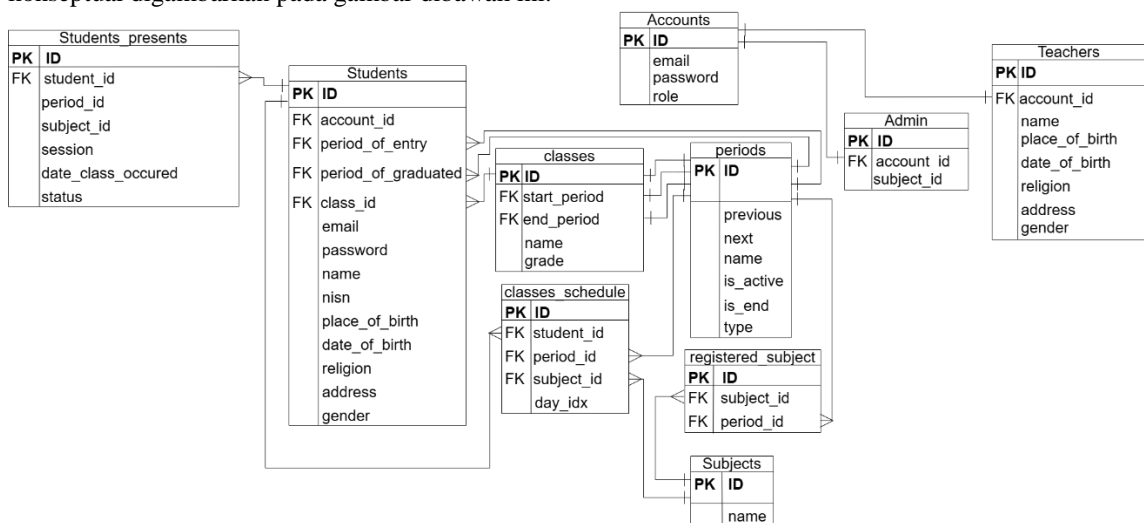 konseptual digambarkan pada gambar dibawah ini:
Students_presents
PK ID
FK student_id
period_id
subject_id
session
date_class_occured
status
Students
PK ID
FK account_id
FK period_of_entry
FK period_of_graduated
FK class_id
email
password
name
nisn
place_of_birth
date_of_birth
religion
address
gender
classes
PK ID
FK start_period
FK end_period
name
grade
classes_schedule
PK ID
FK student_id
FK period_id
FK subject_id
day_idx
Accounts
PK ID
email
password
role
periods
PK ID
previous
next
name
is_active
is_end
type
registered_subject
PK ID
FK subject_id
FK period_id
Subjects
PK ID
name
Admin
PK ID
FK account_id
subject_id
Teachers
PK ID
FK account_id
name
place_of_birth
date_of_birth
religion
address
gender